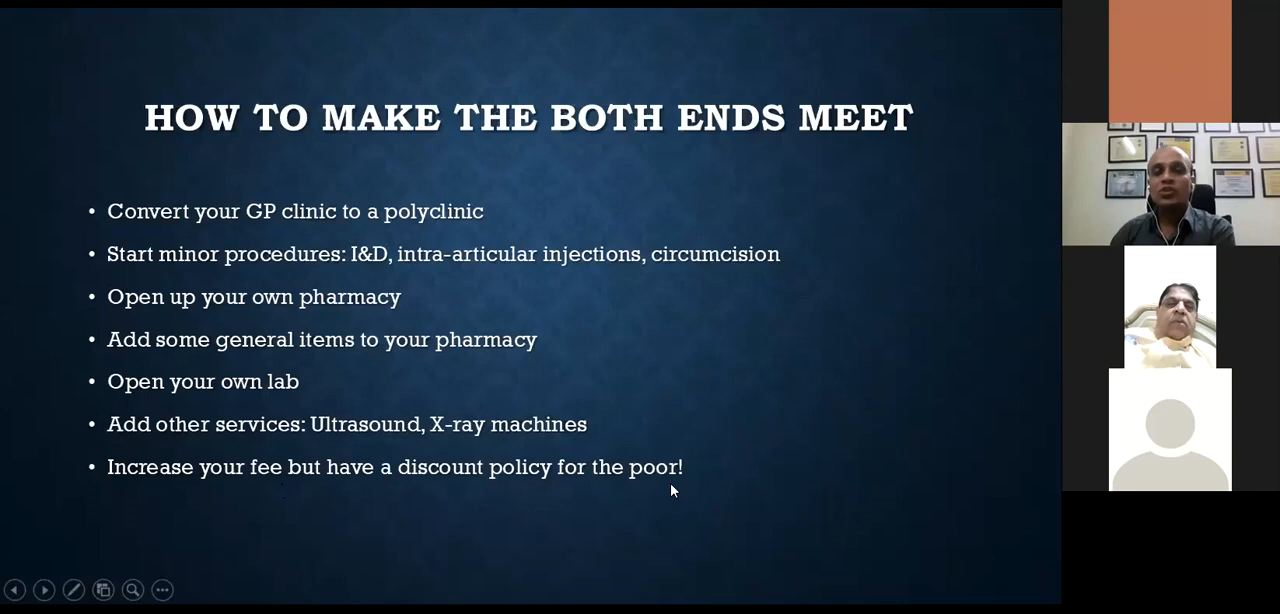 HOW TO MAKE THE BOTH ENDS MEET
• Convert your GP clinic to a polyclinic
• Start minor procedures: I&D, intra-articular injections, circumcision
• Open up your own pharmacy
• Add some general items to your pharmacy
• Open your own lab
• Add other services: Ultrasound, X-ray machines
• Increase your fee but have a discount policy for the poor!